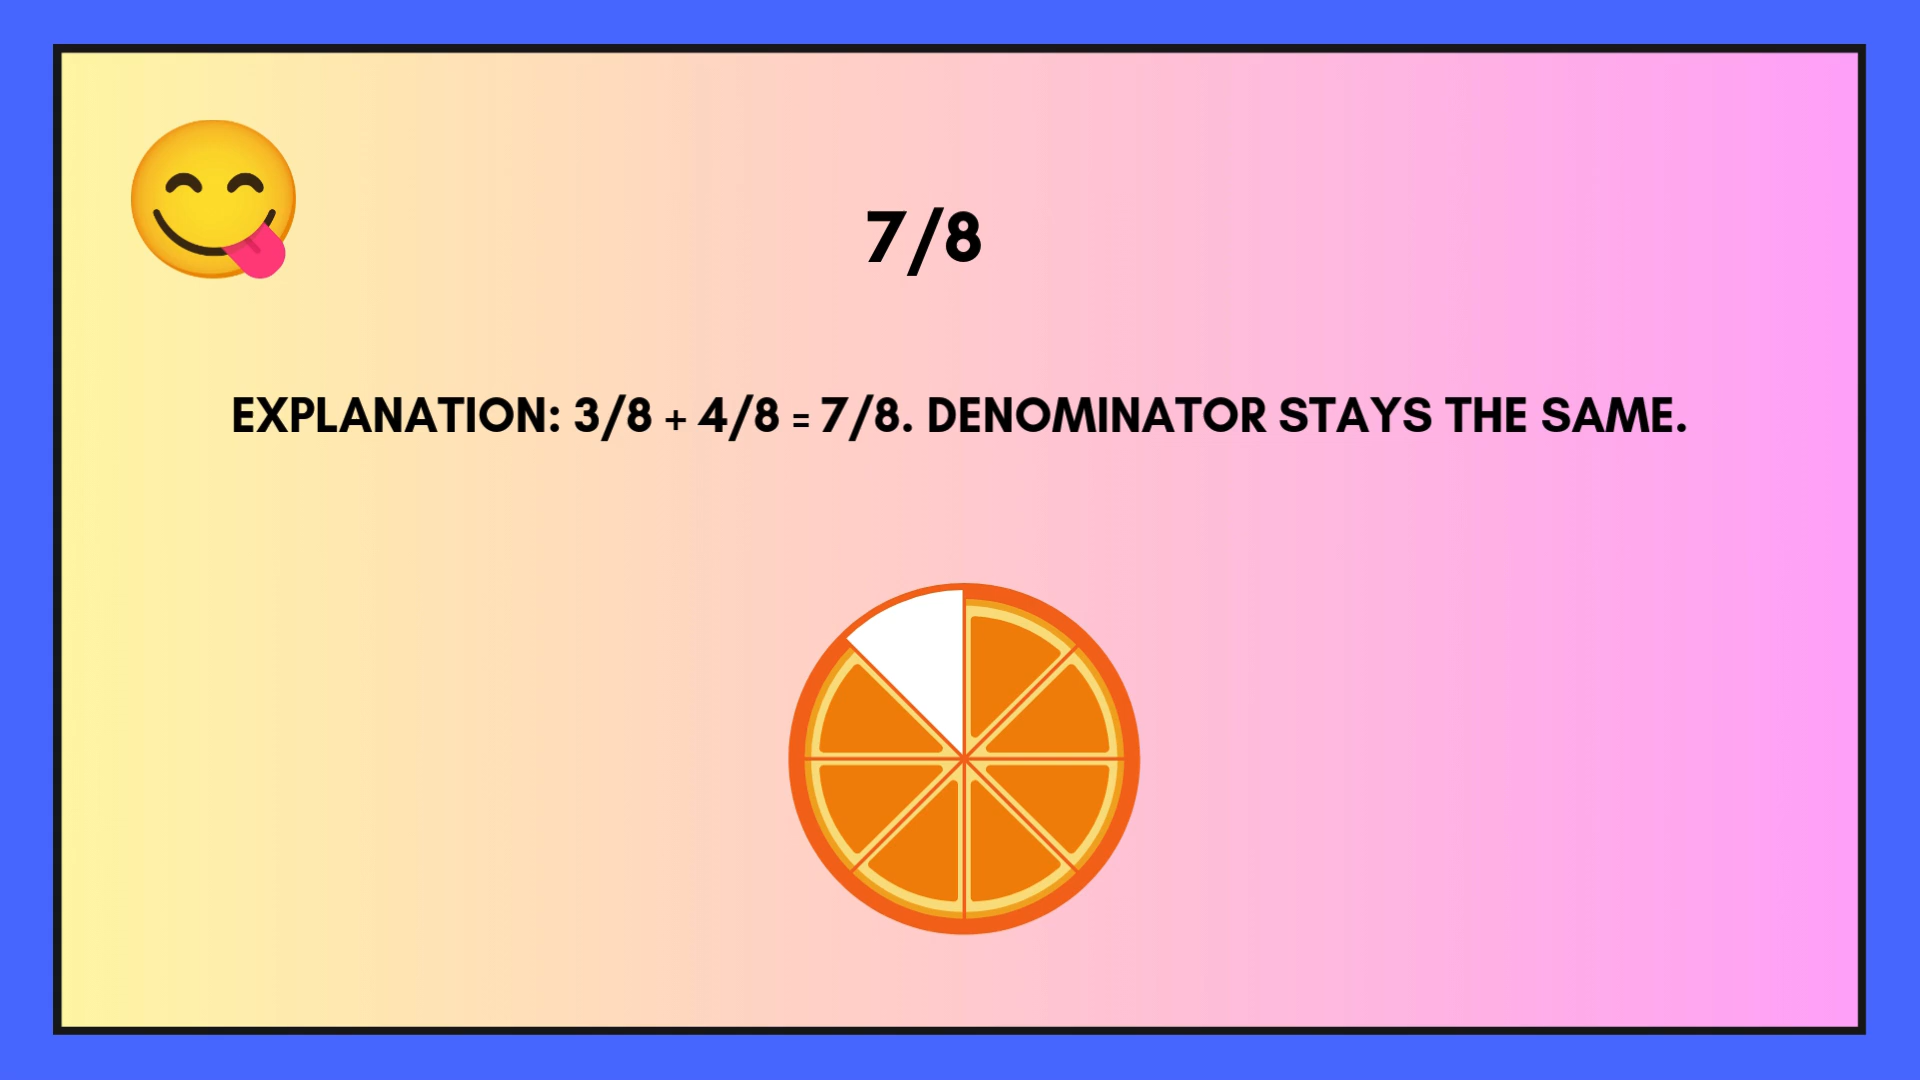 7/8
EXPLANATION: 3/8 + 4/8 = 7/8. DENOMINATOR STAYS THE SAME.